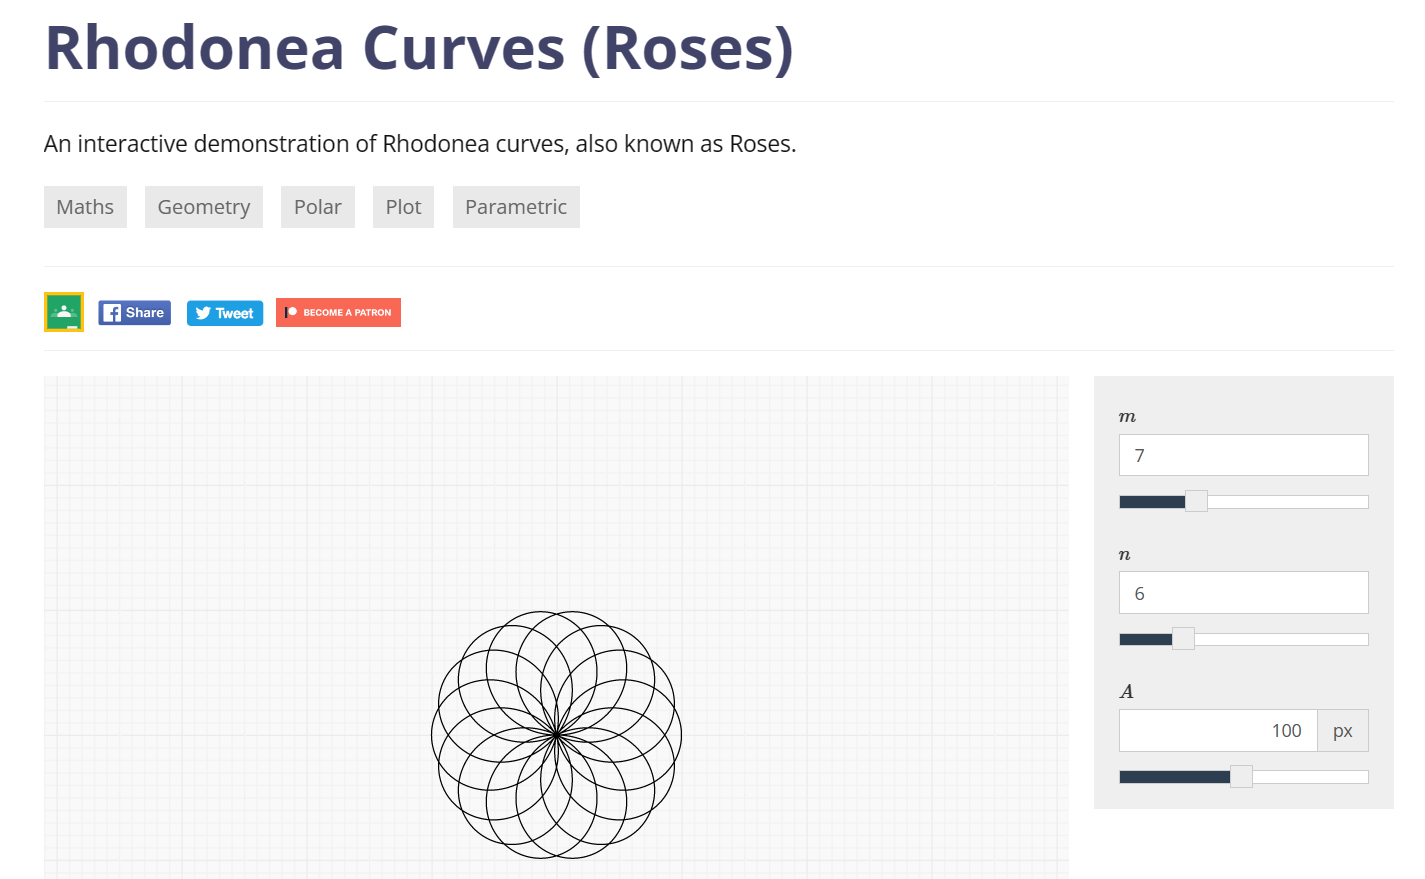 Rhodonea Curves (Roses)
An interactive demonstration of Rhodonea curves, also known as Roses.
Maths Geometry Polar Plot Parametric
Share Tweet BECOME A PATRON
m
7
n
6
A
100 px